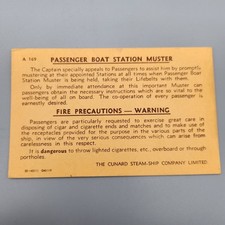 A 169
PASSENGER BOAT STATION MUSTER
The Captain specially appeals to Passengers to assist him by promptly
mustering at their appointed Stations at all times when Passenger Boat
Station Muster is being held, taking their Lifebelts with them.
Only by immediate attendance at this important Muster can
Passengers obtain the knowledge of what they are required to do for the
well-being of all on board. The co-operation of every passenger is
earnestly desired.
FIRE PRECAUTIONS — WARNING
Passengers are particularly requested to exercise great care in
disposing of cigar and cigarette ends and matches, and to use the
receptacles provided for the purpose in the various parts of the
ship, in view of the very serious consequences which can arise
from carelessness in this respect.
It is dangerous to throw lighted cigarettes, etc., overboard or through
portholes.
THE CUNARD STEAM-SHIP COMPANY LIMITED